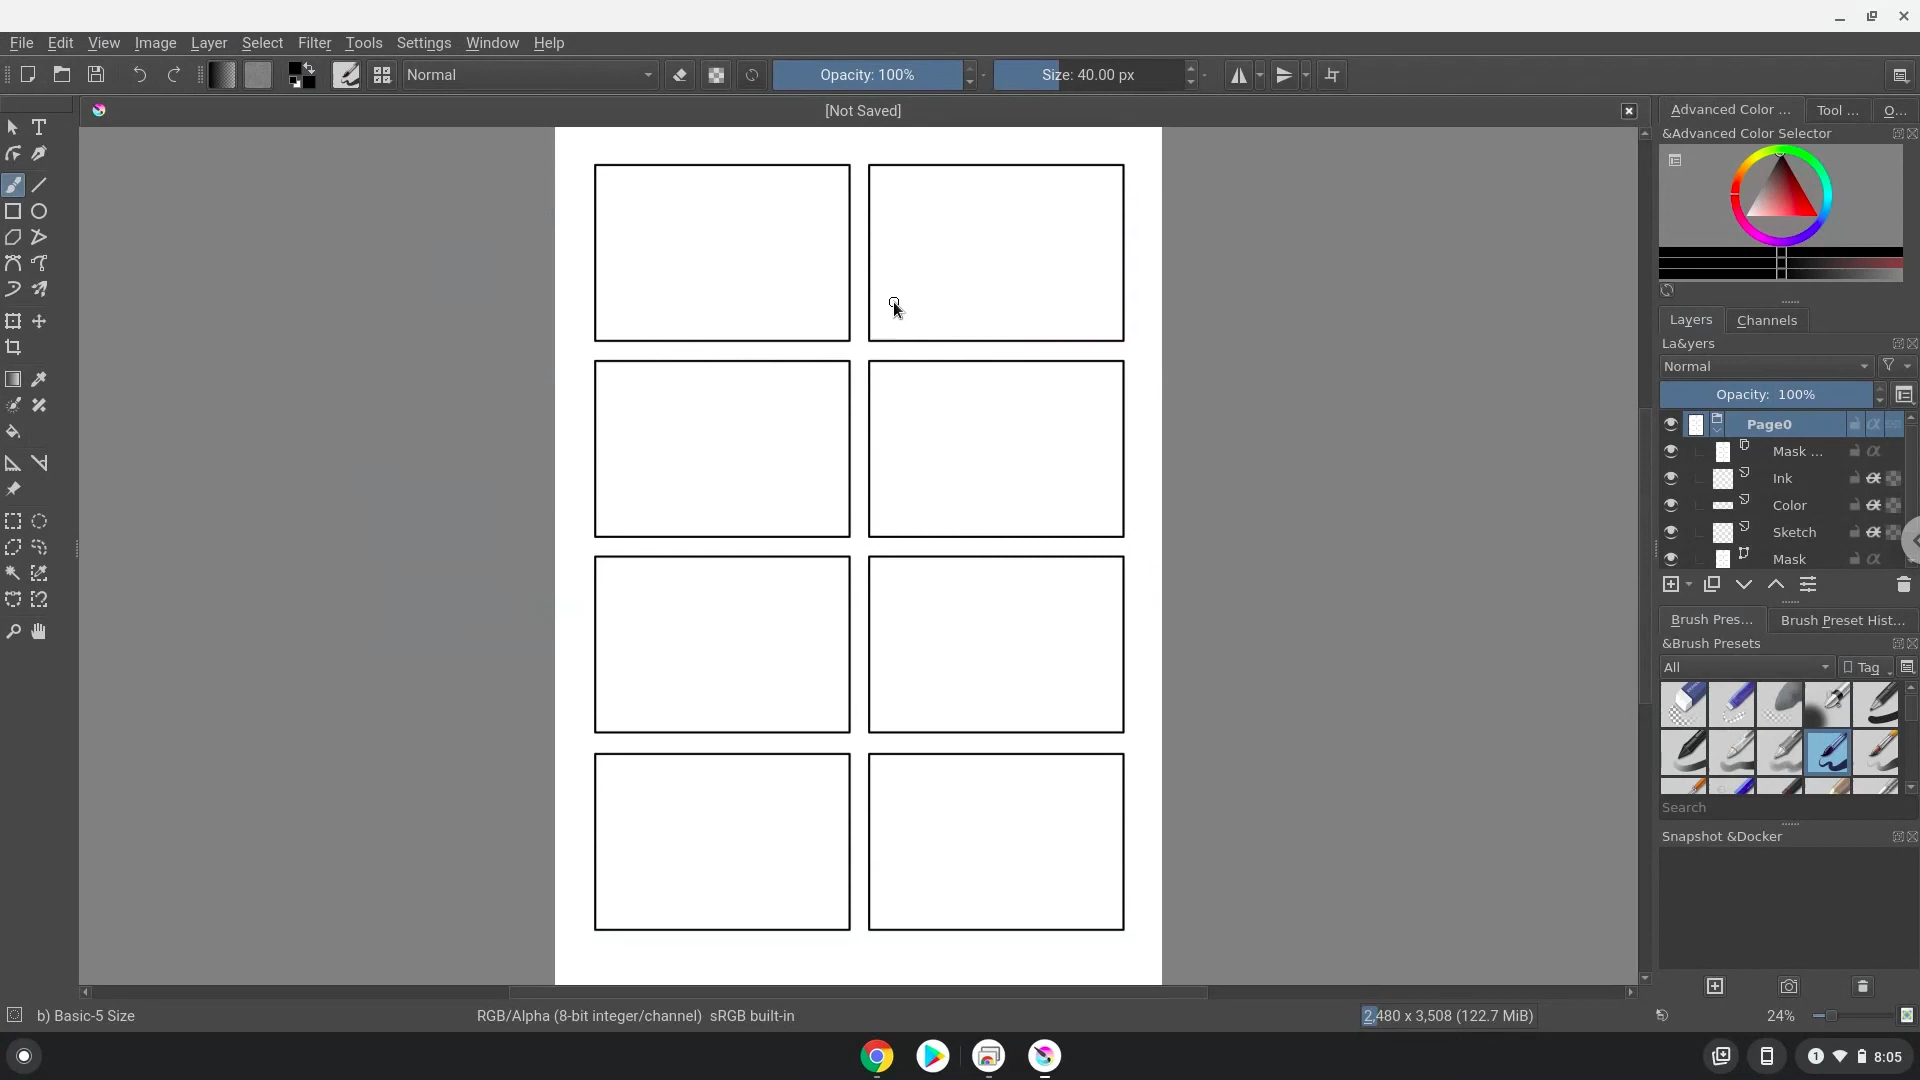 File Edit View Image Layer Select Filter Tools Settings Window Help
Normal Opacity: 100% Size: 40.00 px
[Not Saved]
Advanced Color ... Tool ... O...
&Advanced Color Selector
Layers Channels
La&yers
Normal
Opacity: 100%
Page0
Mask ...
Ink
Color
Sketch
Mask
Brush Pres... Brush Preset Hist...
&Brush Presets
All Tag
Search
Snapshot &Docker
b) Basic-5 Size RGB/Alpha (8-bit integer/channel) sRGB built-in 2,480 x 3,508 (122.7 MiB) 24%
1 8:05